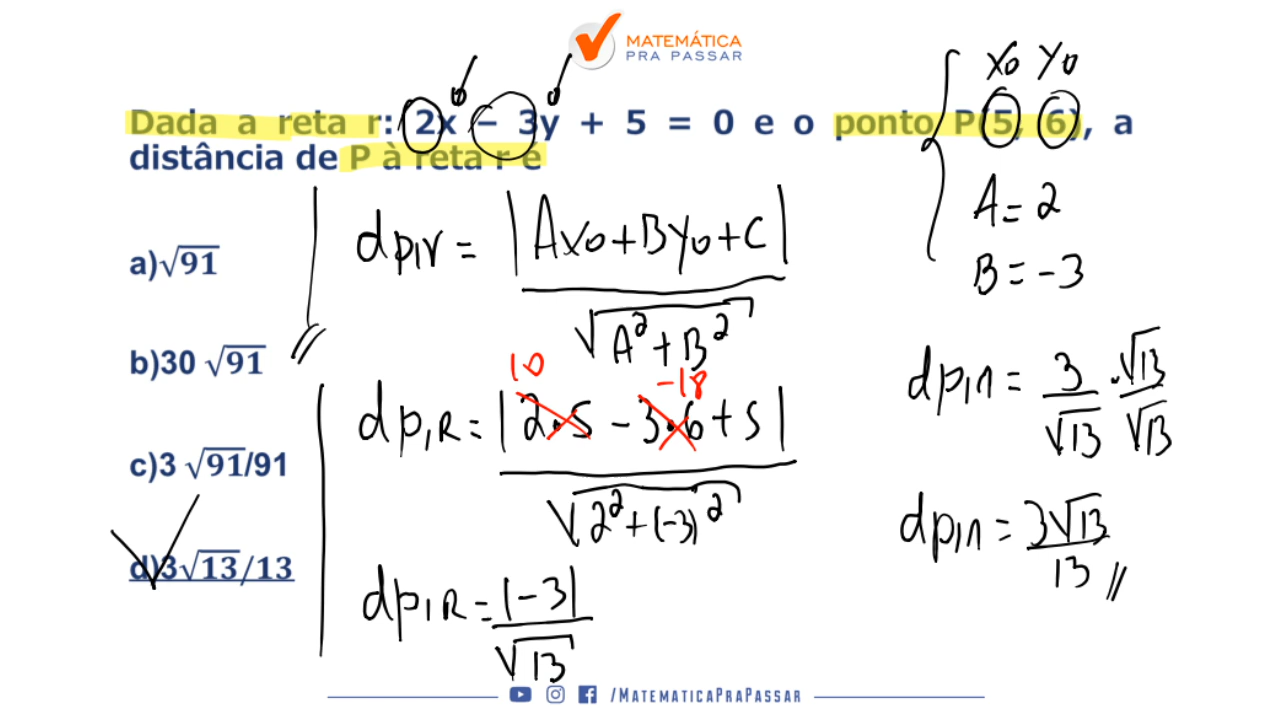 MATEMÁTICA
PRA PASSAR
Dada a reta r: 2x − 3y + 5 = 0 e o ponto P(5, 6), a
distância de P à reta r é
a)√91
b)30 √91
c)3 √91/91
d)3√13/13
dP,r = |Ax0+By0+C|
√A²+B²
10
-18
dP,R = |2·5 − 3·6 + 5|
√2²+(-3)²
dP,R = |-3|
√13
x0 y0
A = 2
B = -3
dP,r = 3/√13 · √13/√13
dP,r = 3√13/13
/MATEMATICAPRAPASSAR